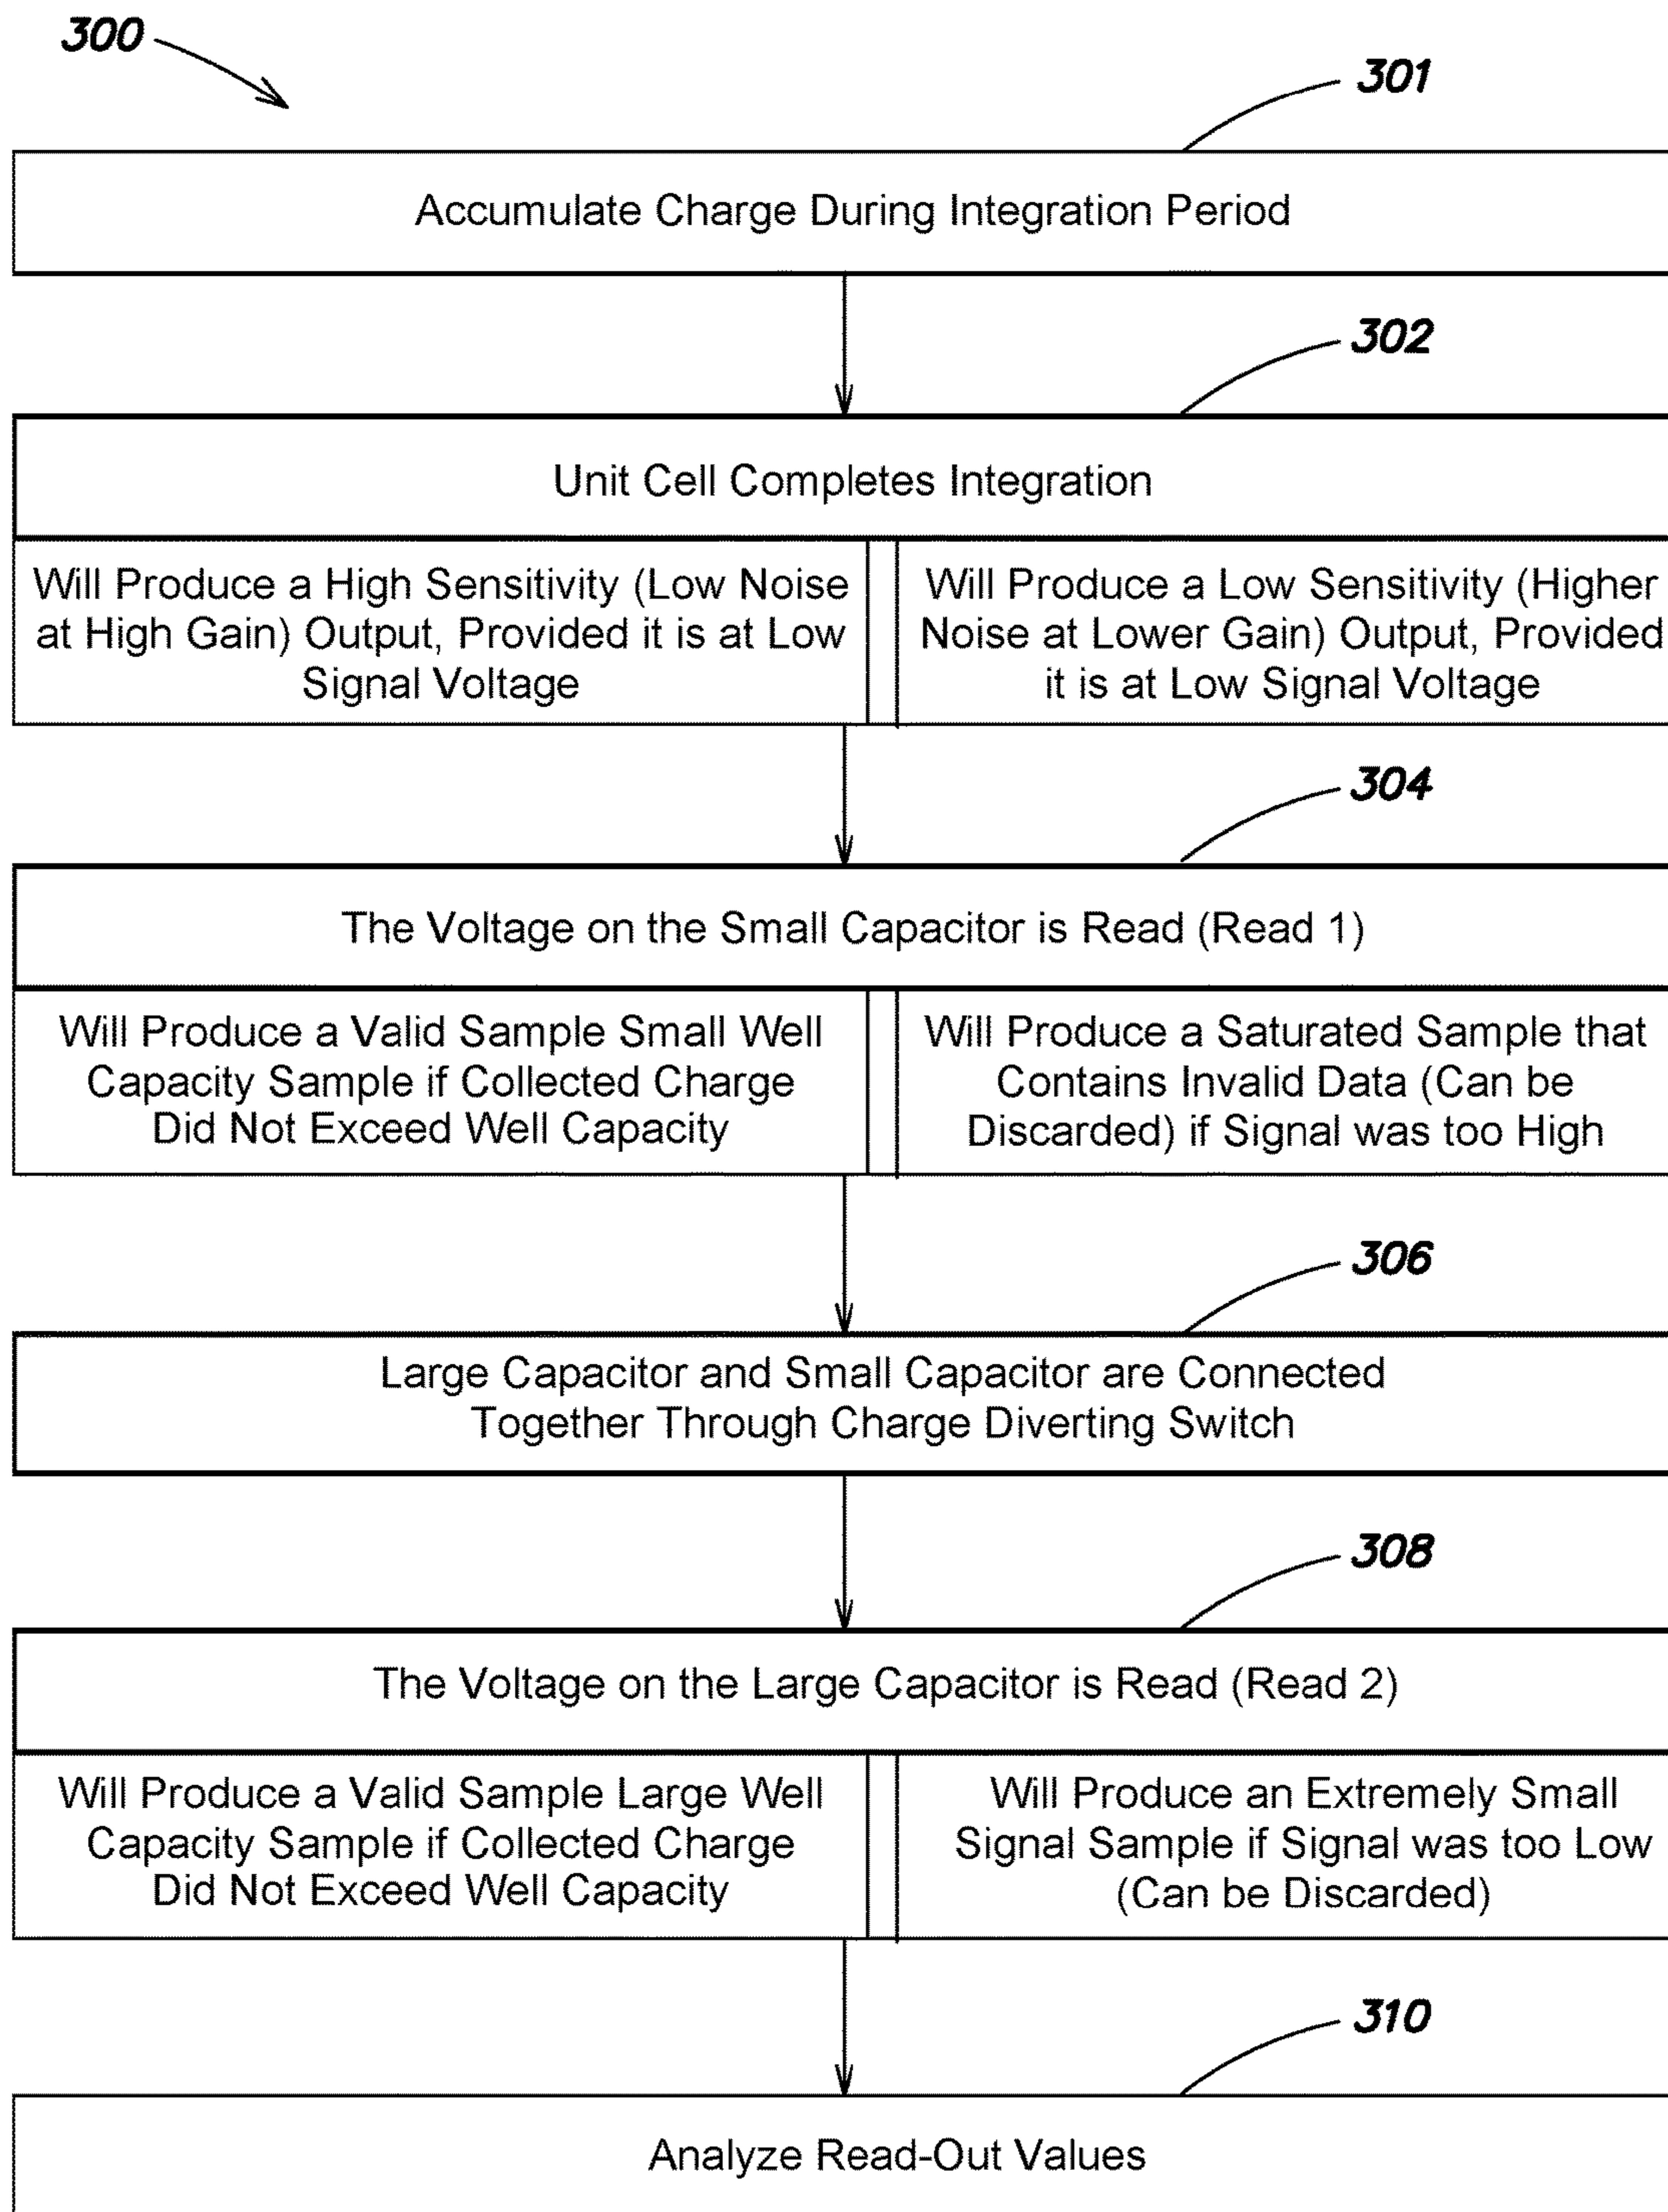 300
301
Accumulate Charge During Integration Period
302
Unit Cell Completes Integration
Will Produce a High Sensitivity (Low Noise
at High Gain) Output, Provided it is at Low
Signal Voltage
Will Produce a Low Sensitivity (Higher
Noise at Lower Gain) Output, Provided
it is at Low Signal Voltage
304
The Voltage on the Small Capacitor is Read (Read 1)
Will Produce a Valid Sample Small Well
Capacity Sample if Collected Charge
Did Not Exceed Well Capacity
Will Produce a Saturated Sample that
Contains Invalid Data (Can be
Discarded) if Signal was too High
306
Large Capacitor and Small Capacitor are Connected
Together Through Charge Diverting Switch
308
The Voltage on the Large Capacitor is Read (Read 2)
Will Produce a Valid Sample Large Well
Capacity Sample if Collected Charge
Did Not Exceed Well Capacity
Will Produce an Extremely Small
Signal Sample if Signal was too Low
(Can be Discarded)
310
Analyze Read-Out Values